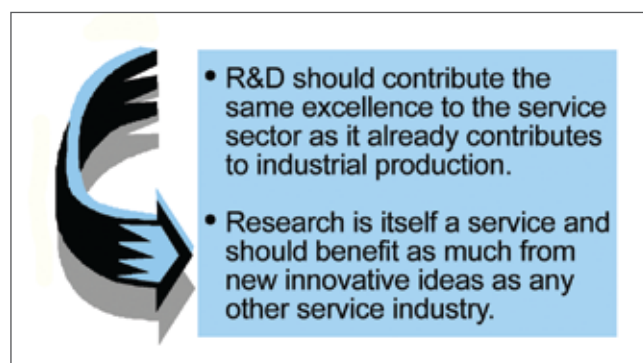 • R&D should contribute the
same excellence to the service
sector as it already contributes
to industrial production.
• Research is itself a service and
should benefit as much from
new innovative ideas as any
other service industry.